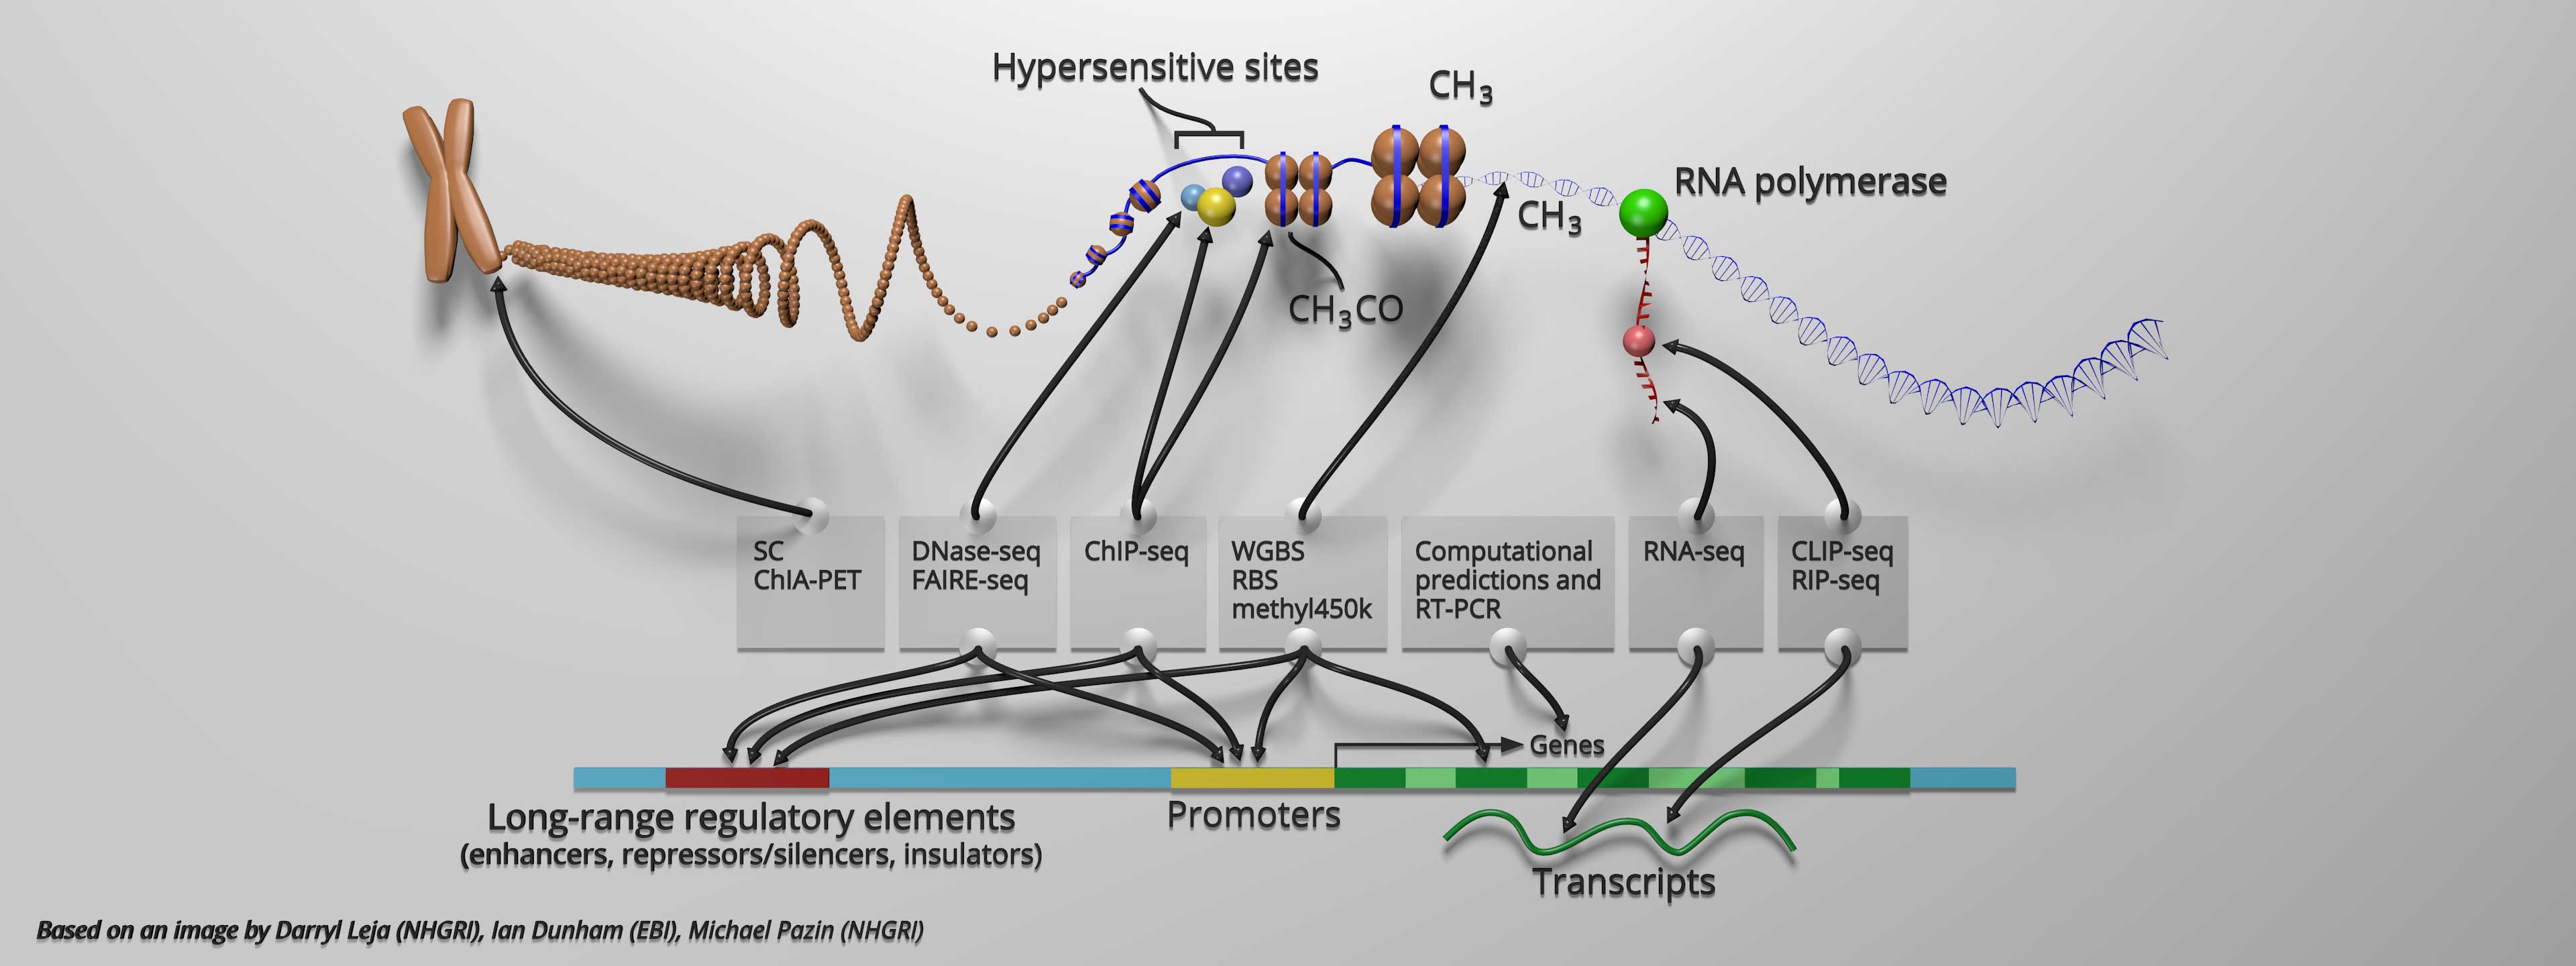 Hypersensitive sites
CH3
RNA polymerase
CH3
CH3CO
SC
ChIA-PET
DNase-seq
FAIRE-seq
ChIP-seq
WGBS
RBS
methyl450k
Computational
predictions and
RT-PCR
RNA-seq
CLIP-seq
RIP-seq
Genes
Long-range regulatory elements
(enhancers, repressors/silencers, insulators)
Promoters
Transcripts
Based on an image by Darryl Leja (NHGRI), Ian Dunham (EBI), Michael Pazin (NHGRI)